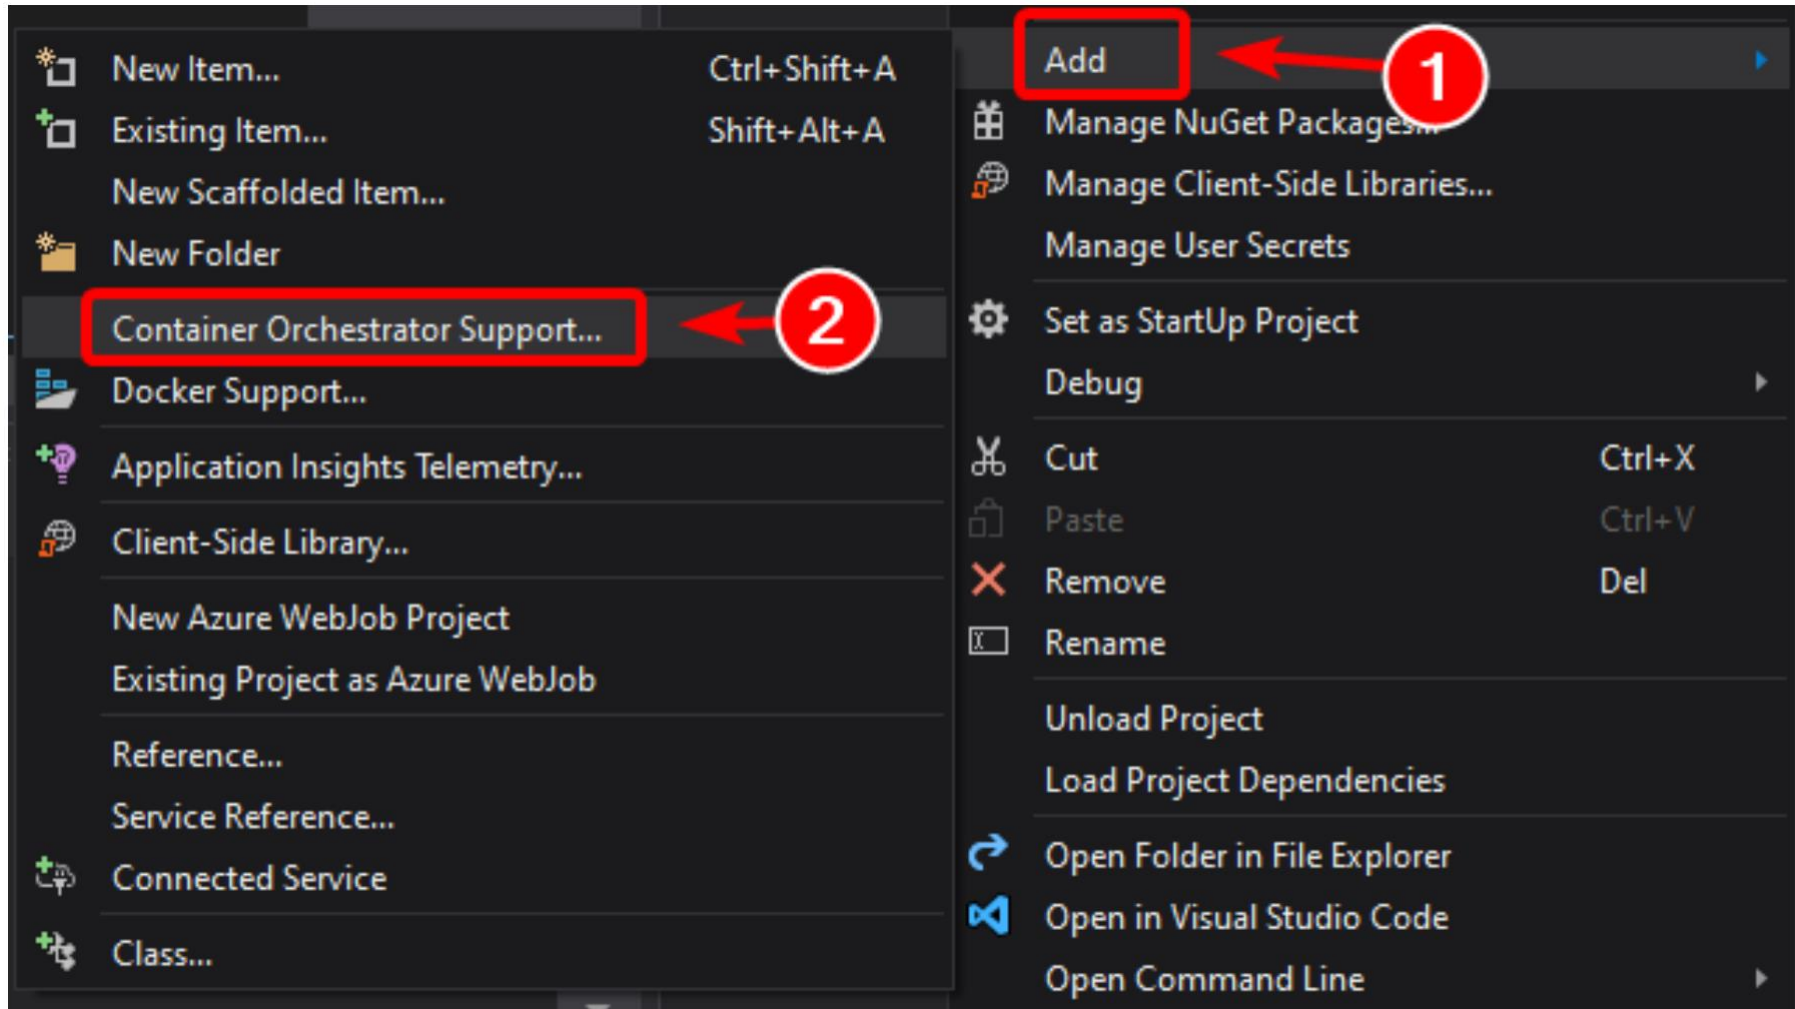 New Item... Ctrl+Shift+A
Existing Item... Shift+Alt+A
New Scaffolded Item...
New Folder
Container Orchestrator Support...
2
Docker Support...
Application Insights Telemetry...
Client-Side Library...
New Azure WebJob Project
Existing Project as Azure WebJob
Reference...
Service Reference...
Connected Service
Class...
Add
1
Manage NuGet Packages...
Manage Client-Side Libraries...
Manage User Secrets
Set as StartUp Project
Debug
Cut Ctrl+X
Paste Ctrl+V
Remove Del
Rename
Unload Project
Load Project Dependencies
Open Folder in File Explorer
Open in Visual Studio Code
Open Command Line